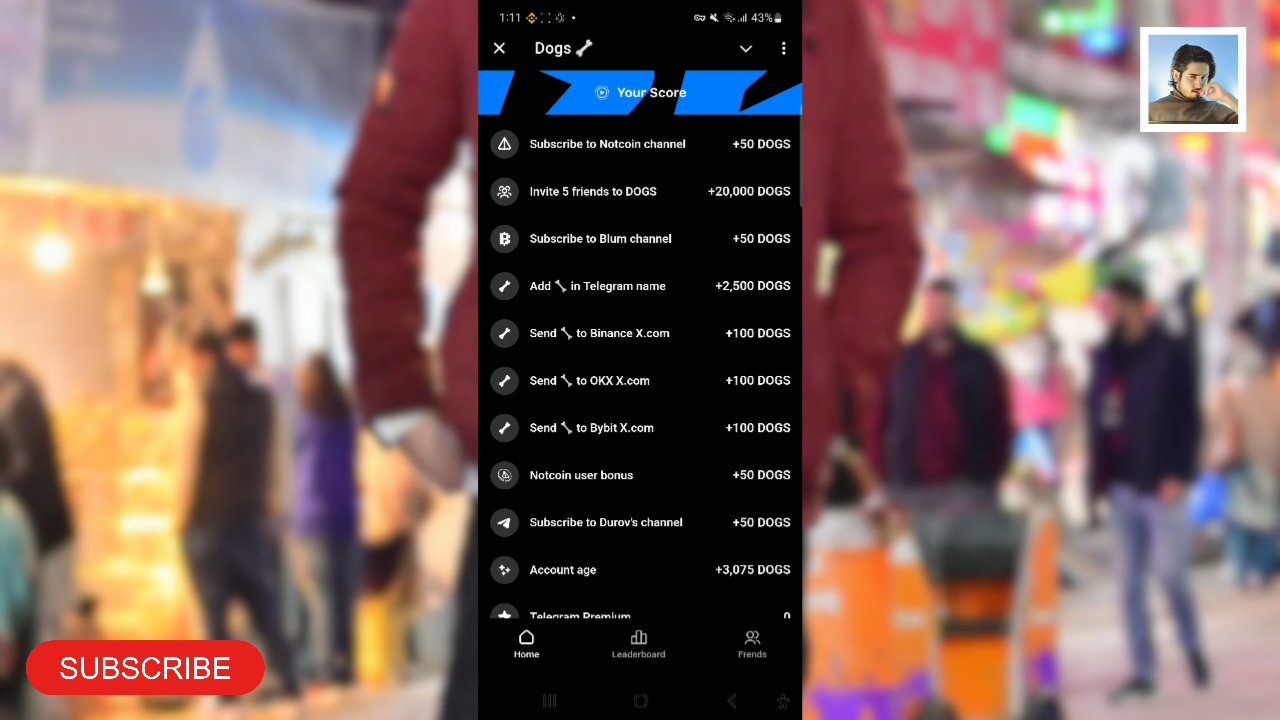 1:11
43%
Dogs 🦴
Your Score
Subscribe to Notcoin channel +50 DOGS
Invite 5 friends to DOGS +20,000 DOGS
Subscribe to Blum channel +50 DOGS
Add 🦴 in Telegram name +2,500 DOGS
Send 🦴 to Binance X.com +100 DOGS
Send 🦴 to OKX X.com +100 DOGS
Send 🦴 to Bybit X.com +100 DOGS
Notcoin user bonus +50 DOGS
Subscribe to Durov's channel +50 DOGS
Account age +3,075 DOGS
Telegram Premium 0
Home Leaderboard Frends
SUBSCRIBE